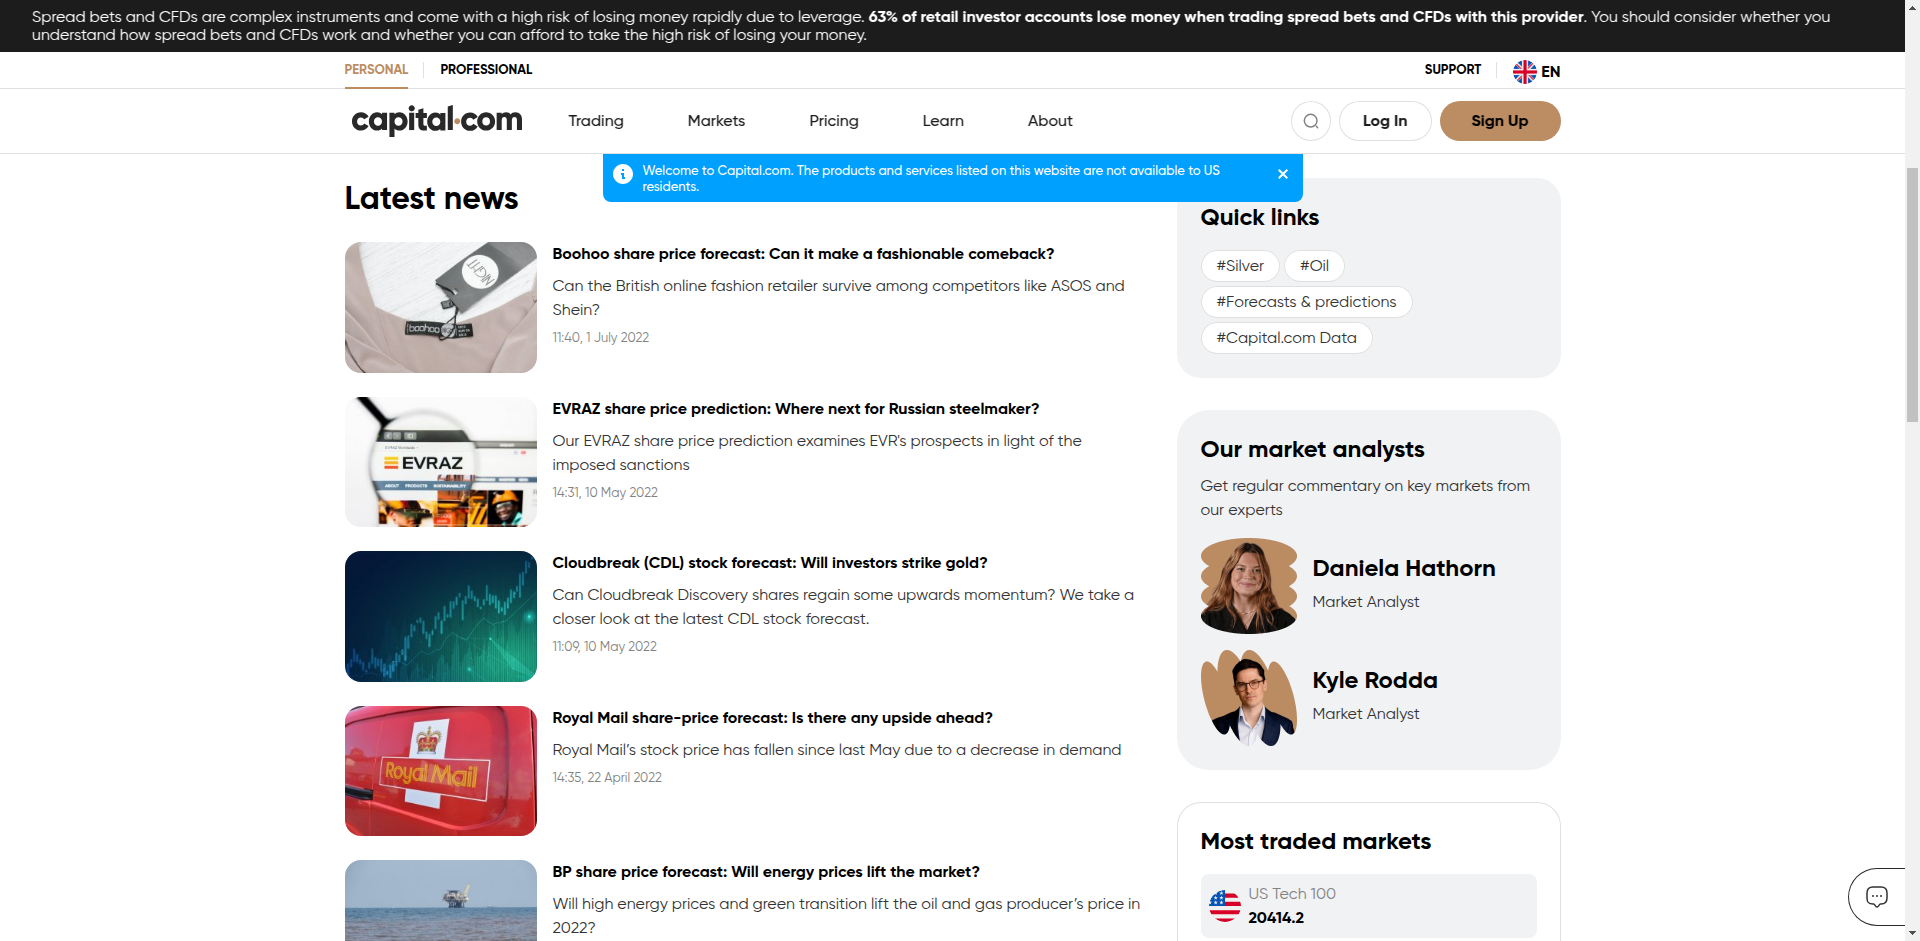 Spread bets and CFDs are complex instruments and come with a high risk of losing money rapidly due to leverage. 63% of retail investor accounts lose money when trading spread bets and CFDs with this provider. You should consider whether you
understand how spread bets and CFDs work and whether you can afford to take the high risk of losing your money.
PERSONAL
PROFESSIONAL
SUPPORT
EN
capital.com
Trading
Markets
Pricing
Learn
About
Log In
Sign Up
Welcome to Capital.com. The products and services listed on this website are not available to US
residents.
Latest news
Boohoo share price forecast: Can it make a fashionable comeback?
Can the British online fashion retailer survive among competitors like ASOS and
Shein?
11:40, 1 July 2022
boohoo
EVRAZ share price prediction: Where next for Russian steelmaker?
Our EVRAZ share price prediction examines EVR's prospects in light of the
imposed sanctions
14:31, 10 May 2022
EVRAZ
ABOUT PRODUCTS SUSTAINABILITY
Cloudbreak (CDL) stock forecast: Will investors strike gold?
Can Cloudbreak Discovery shares regain some upwards momentum? We take a
closer look at the latest CDL stock forecast.
11:09, 10 May 2022
Royal Mail share-price forecast: Is there any upside ahead?
Royal Mail's stock price has fallen since last May due to a decrease in demand
14:35, 22 April 2022
Royal Mail
BP share price forecast: Will energy prices lift the market?
Will high energy prices and green transition lift the oil and gas producer's price in
2022?
Quick links
#Silver
#Oil
#Forecasts & predictions
#Capital.com Data
Our market analysts
Get regular commentary on key markets from
our experts
Daniela Hathorn
Market Analyst
Kyle Rodda
Market Analyst
Most traded markets
US Tech 100
20414.2